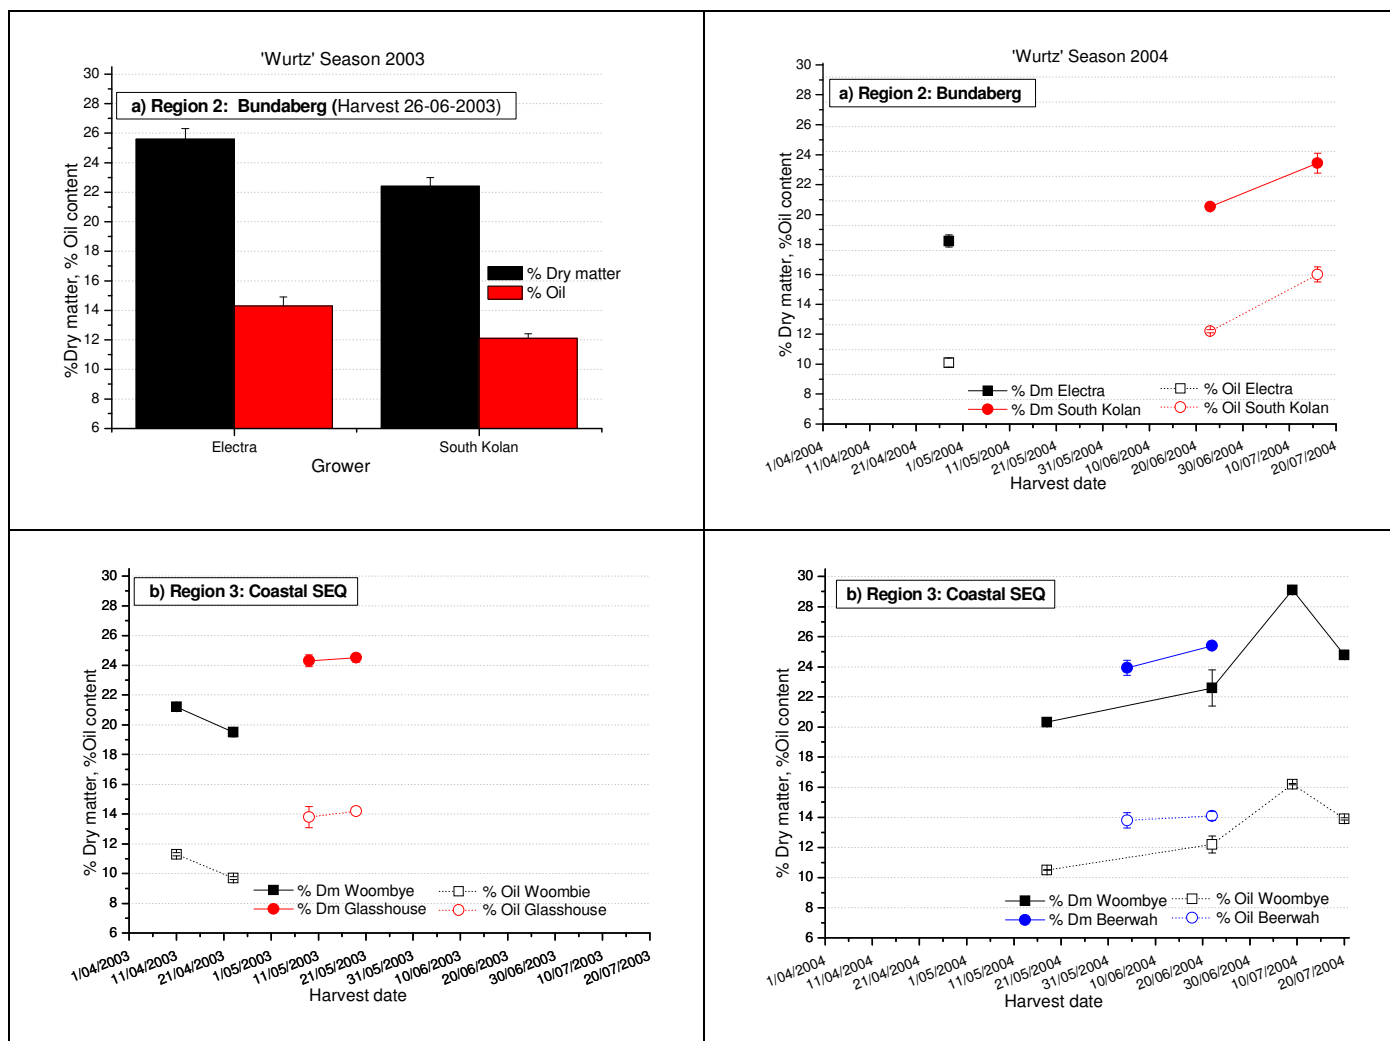 'Wurtz' Season 2003
a) Region 2: Bundaberg (Harvest 26-06-2003)
%Dry matter, % Oil content
30
28
26
24
22
20
18
16
14
12
10
8
6
% Dry matter
% Oil
Electra
South Kolan
Grower
'Wurtz' Season 2004
a) Region 2: Bundaberg
% Dry matter, %Oil content
30
28
26
24
22
20
18
16
14
12
10
8
6
% Dm Electra
% Oil Electra
% Dm South Kolan
% Oil South Kolan
1/04/2004
11/04/2004
21/04/2004
1/05/2004
11/05/2004
21/05/2004
31/05/2004
10/06/2004
20/06/2004
30/06/2004
10/07/2004
20/07/2004
Harvest date
b) Region 3: Coastal SEQ
% Dry matter, %Oil content
30
28
26
24
22
20
18
16
14
12
10
8
6
% Dm Woombye
% Oil Woombie
% Dm Glasshouse
% Oil Glasshouse
1/04/2003
11/04/2003
21/04/2003
1/05/2003
11/05/2003
21/05/2003
31/05/2003
10/06/2003
20/06/2003
30/06/2003
10/07/2003
20/07/2003
Harvest date
b) Region 3: Coastal SEQ
% Dry matter, %Oil content
30
28
26
24
22
20
18
16
14
12
10
8
6
% Dm Woombye
% Oil Woombye
% Dm Beerwah
% Oil Beerwah
1/04/2004
11/04/2004
21/04/2004
1/05/2004
11/05/2004
21/05/2004
31/05/2004
10/06/2004
20/06/2004
30/06/2004
10/07/2004
20/07/2004
Harvest date